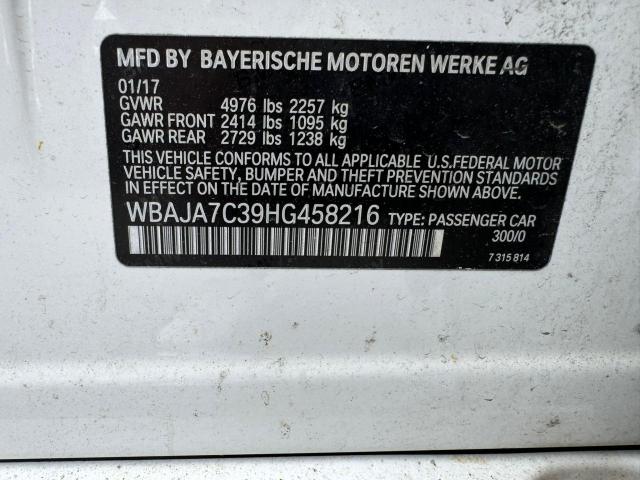 MFD BY BAYERISCHE MOTOREN WERKE AG
01/17
GVWR 4976 lbs 2257 kg
GAWR FRONT 2414 lbs 1095 kg
GAWR REAR 2729 lbs 1238 kg
THIS VEHICLE CONFORMS TO ALL APPLICABLE U.S.FEDERAL MOTOR
VEHICLE SAFETY, BUMPER, AND THEFT PREVENTION STANDARDS
IN EFFECT ON THE DATE OF MANUFACTURE SHOWN ABOVE.
WBAJA7C39HG458216 TYPE: PASSENGER CAR
300/0
7 315 814